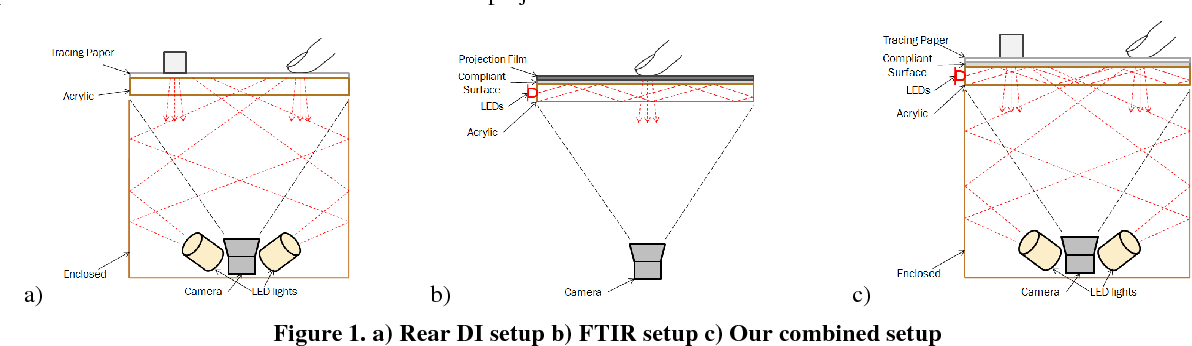 Tracing Paper
Acrylic
Enclosed
Camera
LED lights
a)
Projection Film
Compliant
Surface
LEDs
Acrylic
Camera
b)
Tracing Paper
Compliant
Surface
LEDs
Acrylic
Enclosed
Camera
LED lights
c)
Figure 1. a) Rear DI setup b) FTIR setup c) Our combined setup